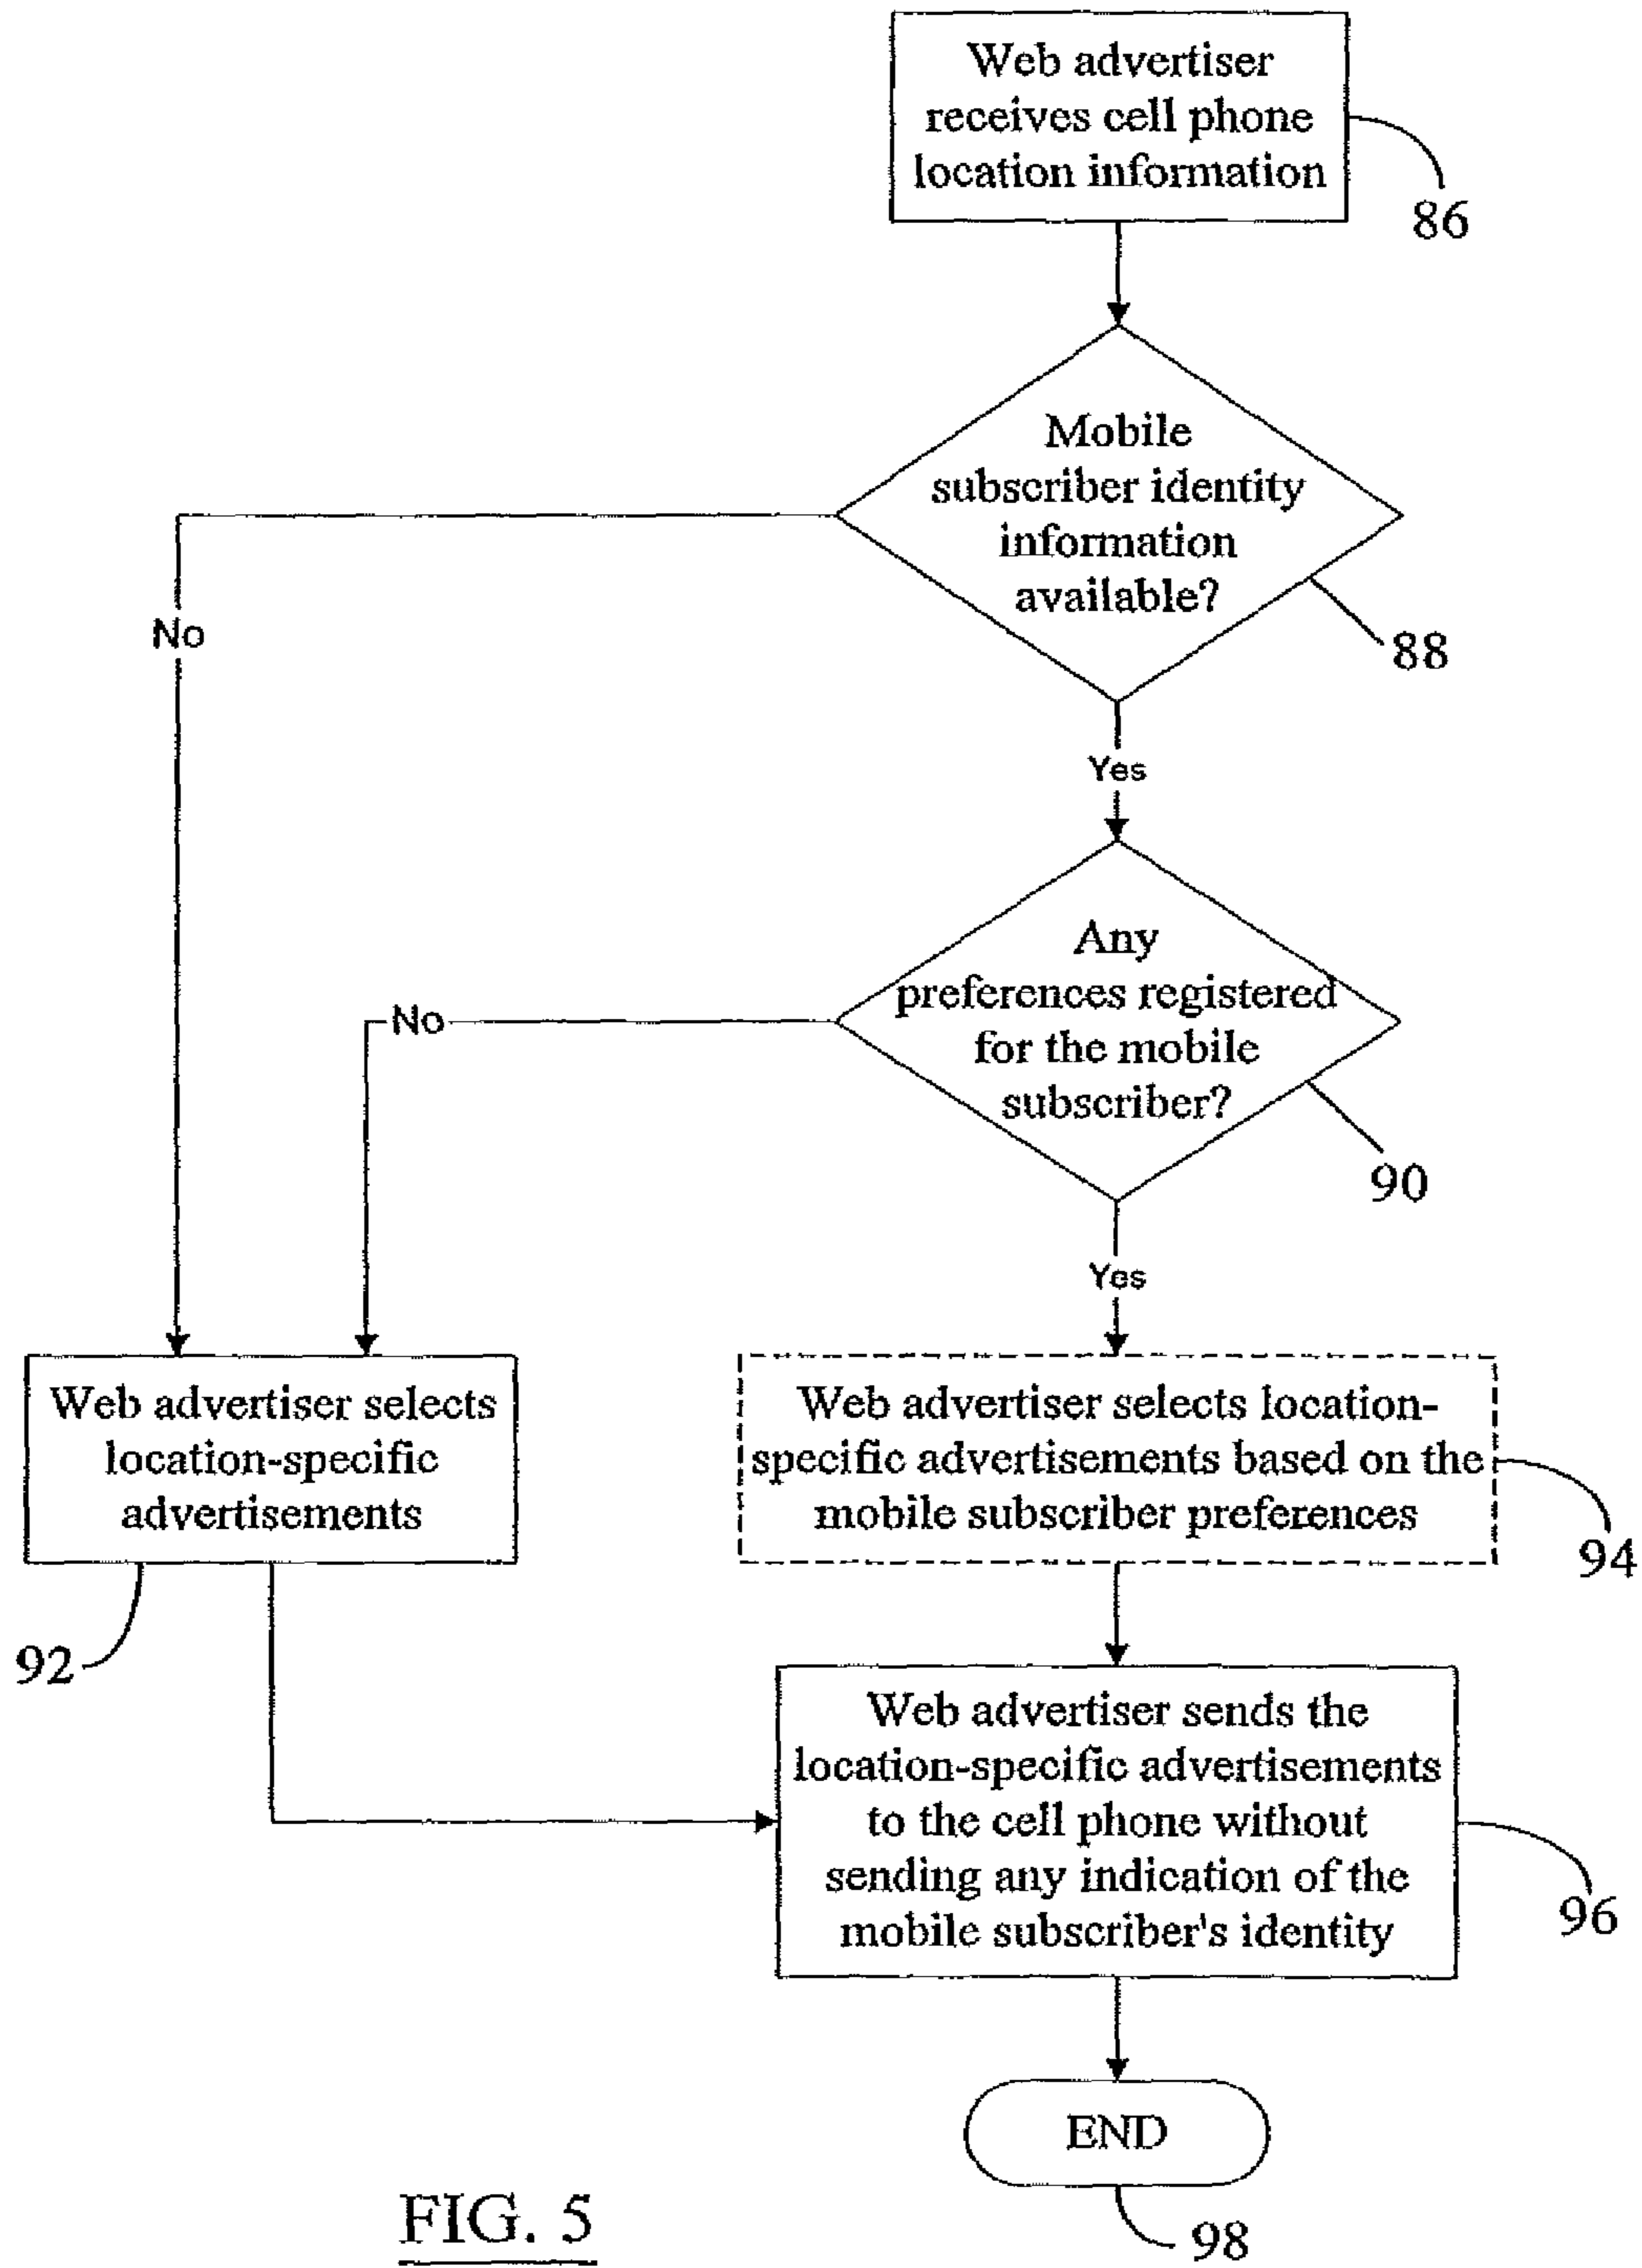 Web advertiser
receives cell phone
location information
86
Mobile
subscriber identity
information
available?
88
No
Yes
Any
preferences registered
for the mobile
subscriber?
90
No
Yes
Web advertiser selects
location-specific
advertisements
92
Web advertiser selects location-
specific advertisements based on the
mobile subscriber preferences
94
Web advertiser sends the
location-specific advertisements
to the cell phone without
sending any indication of the
mobile subscriber's identity
96
END
98
FIG. 5